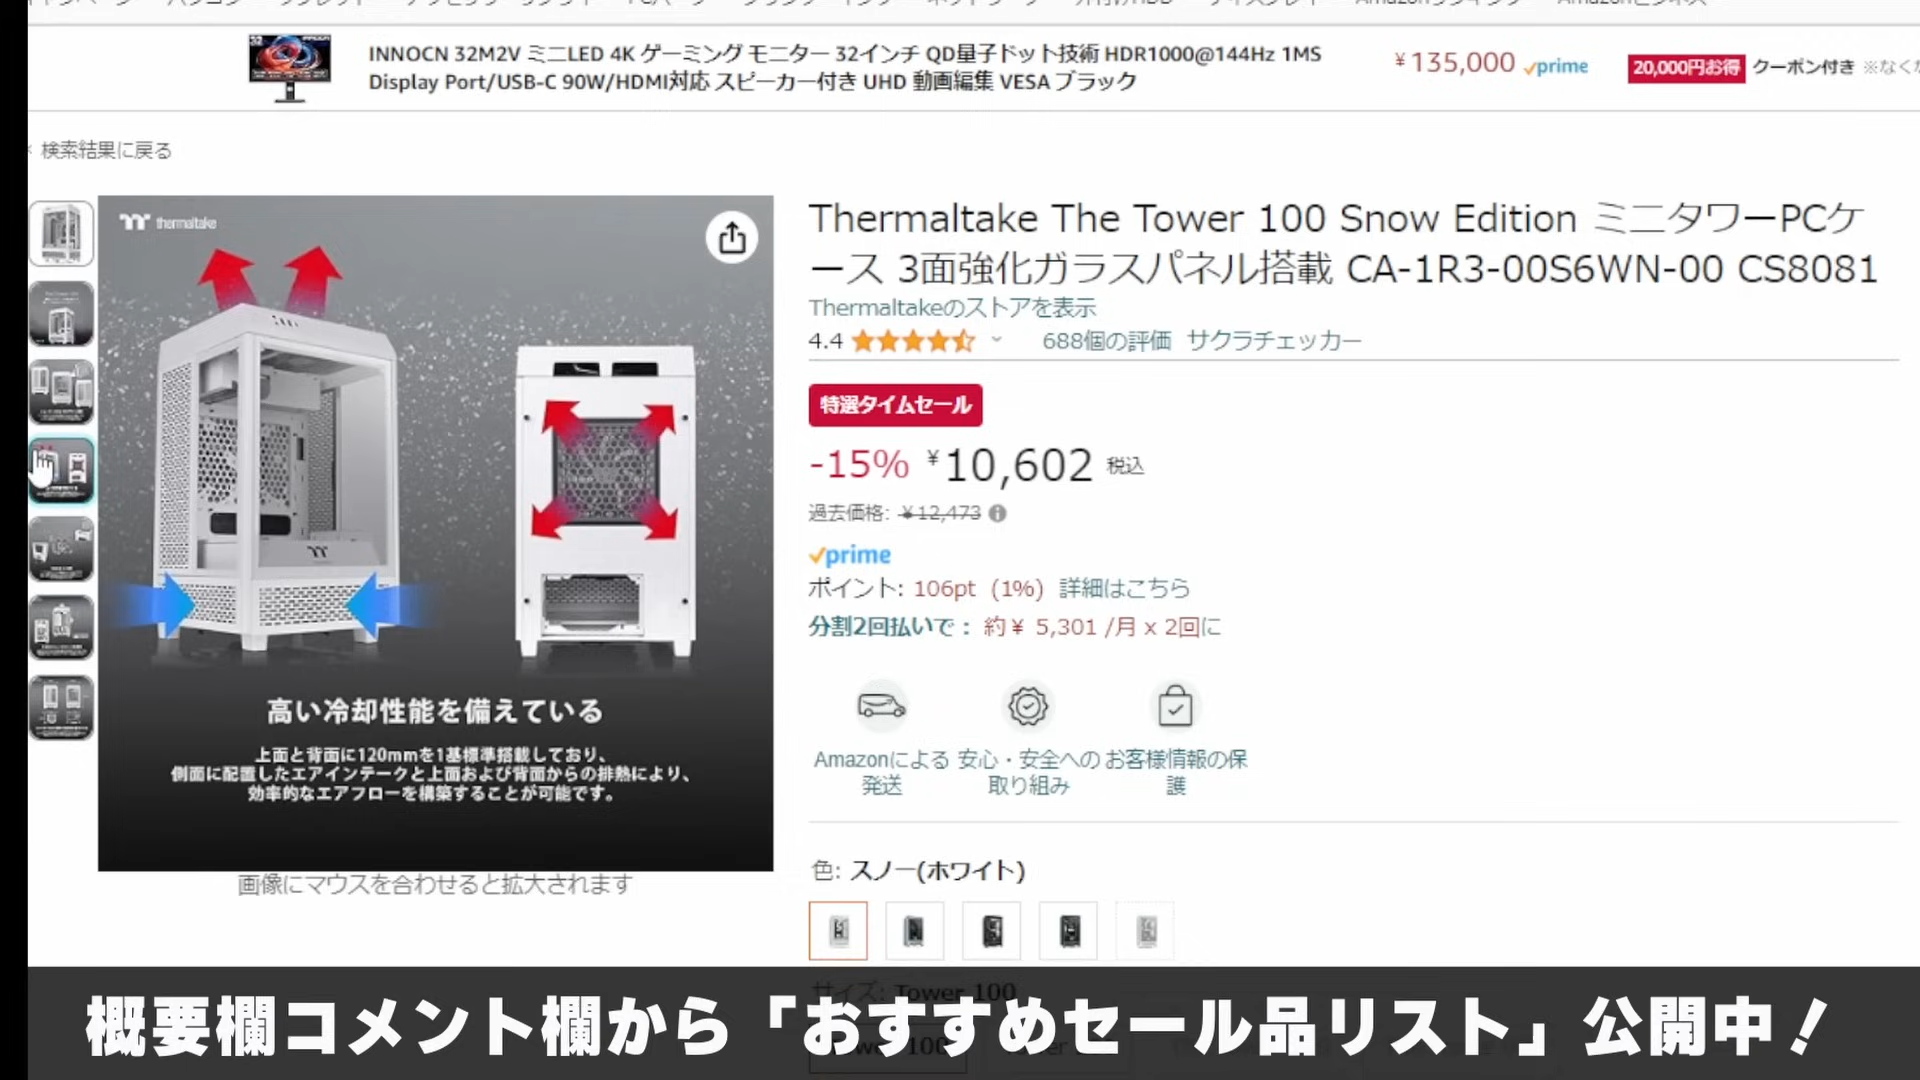 INNOCN 32M2V ミニLED 4K ゲーミング モニター 32インチ QD量子ドット技術 HDR1000@144Hz 1MS
Display Port/USB-C 90W/HDMI対応 スピーカー付き UHD 動画編集 VESA ブラック
￥135,000 prime
20,000円お得 クーポン付き ※なくな
‹ 検索結果に戻る
thermaltake
高い冷却性能を備えている
上面と背面に120mmを1基標準搭載しており、
側面に配置したエアインテークと上面および背面からの排熱により、
効率的なエアフローを構築することが可能です。
画像にマウスを合わせると拡大されます
Thermaltake The Tower 100 Snow Edition ミニタワーPCケ
ース 3面強化ガラスパネル搭載 CA-1R3-00S6WN-00 CS8081
Thermaltakeのストアを表示
4.4 688個の評価 サクラチェッカー
特選タイムセール
-15% ￥10,602 税込
過去価格: ￥12,473
prime
ポイント: 106pt (1%) 詳細はこちら
分割2回払いで： 約￥ 5,301 /月 x 2回に
Amazonによる
発送
安心・安全への
取り組み
お客様情報の保
護
色: スノー(ホワイト)
サイズ: Tower 100
概要欄コメント欄から「おすすめセール品リスト」公開中！